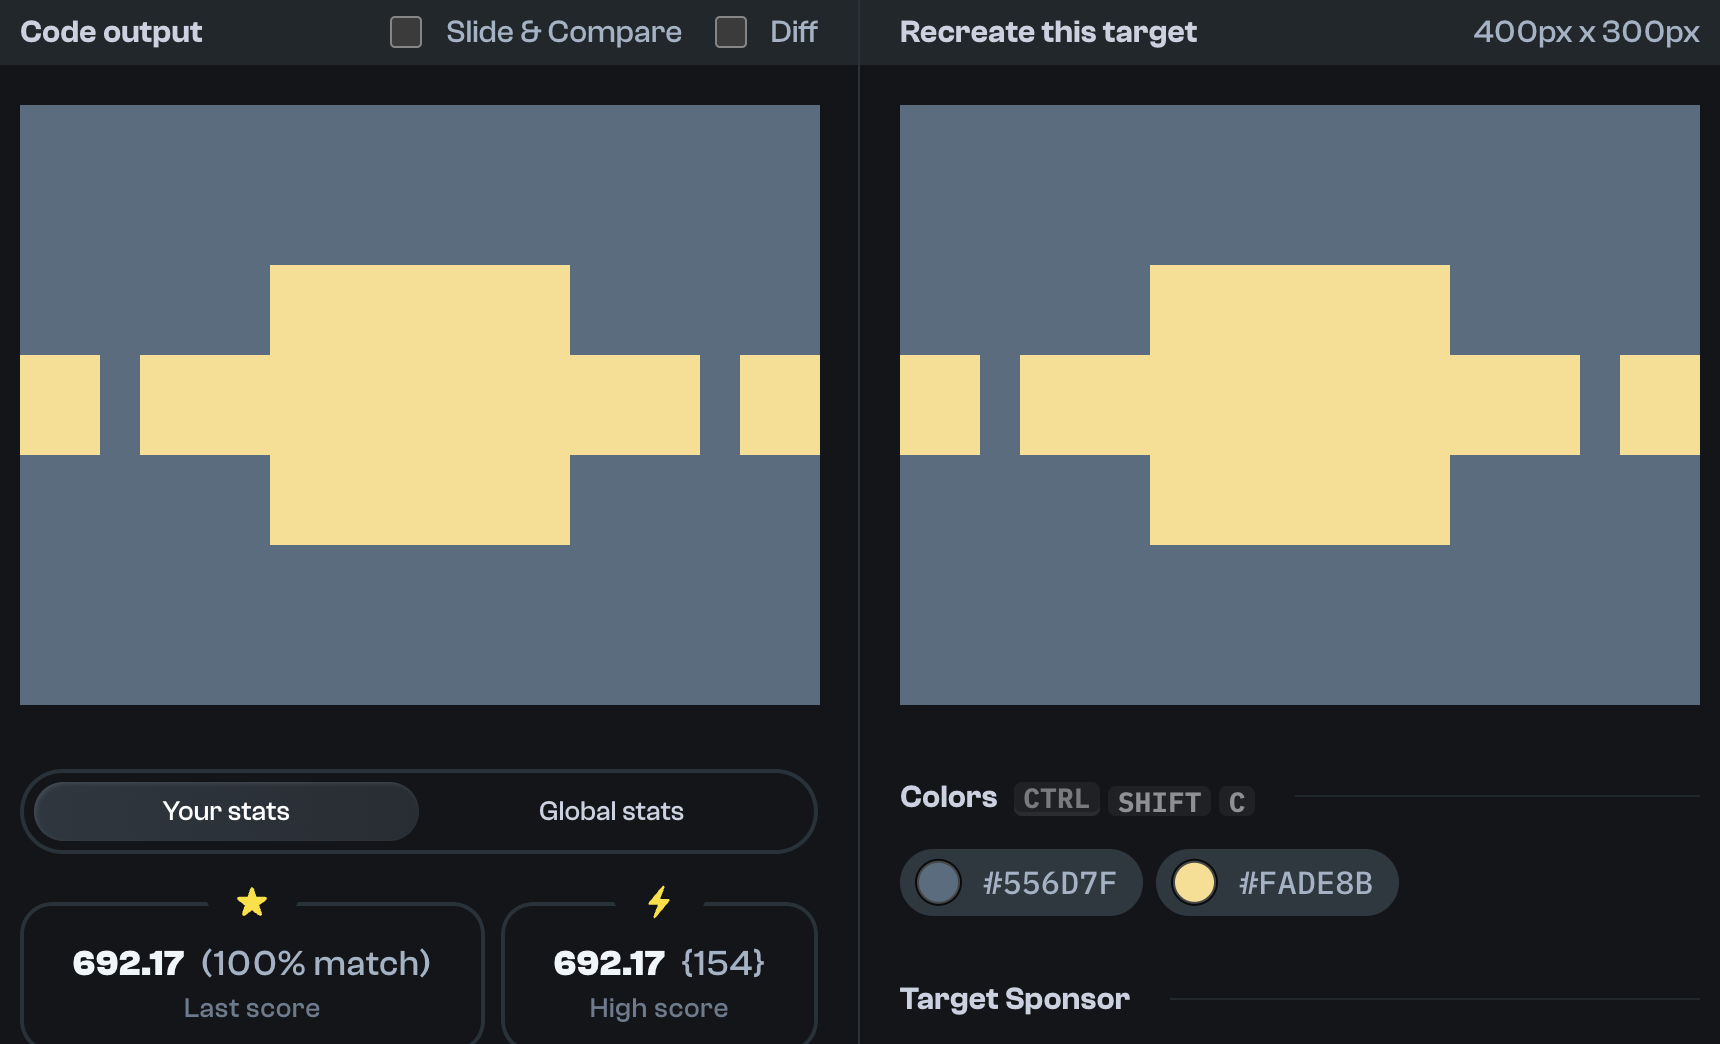 Code output
Slide & Compare
Diff
Recreate this target
400px x 300px
Your stats
Global stats
Colors CTRL SHIFT C
#556D7F
#FADE8B
692.17 (100% match)
Last score
692.17 {154}
High score
Target Sponsor